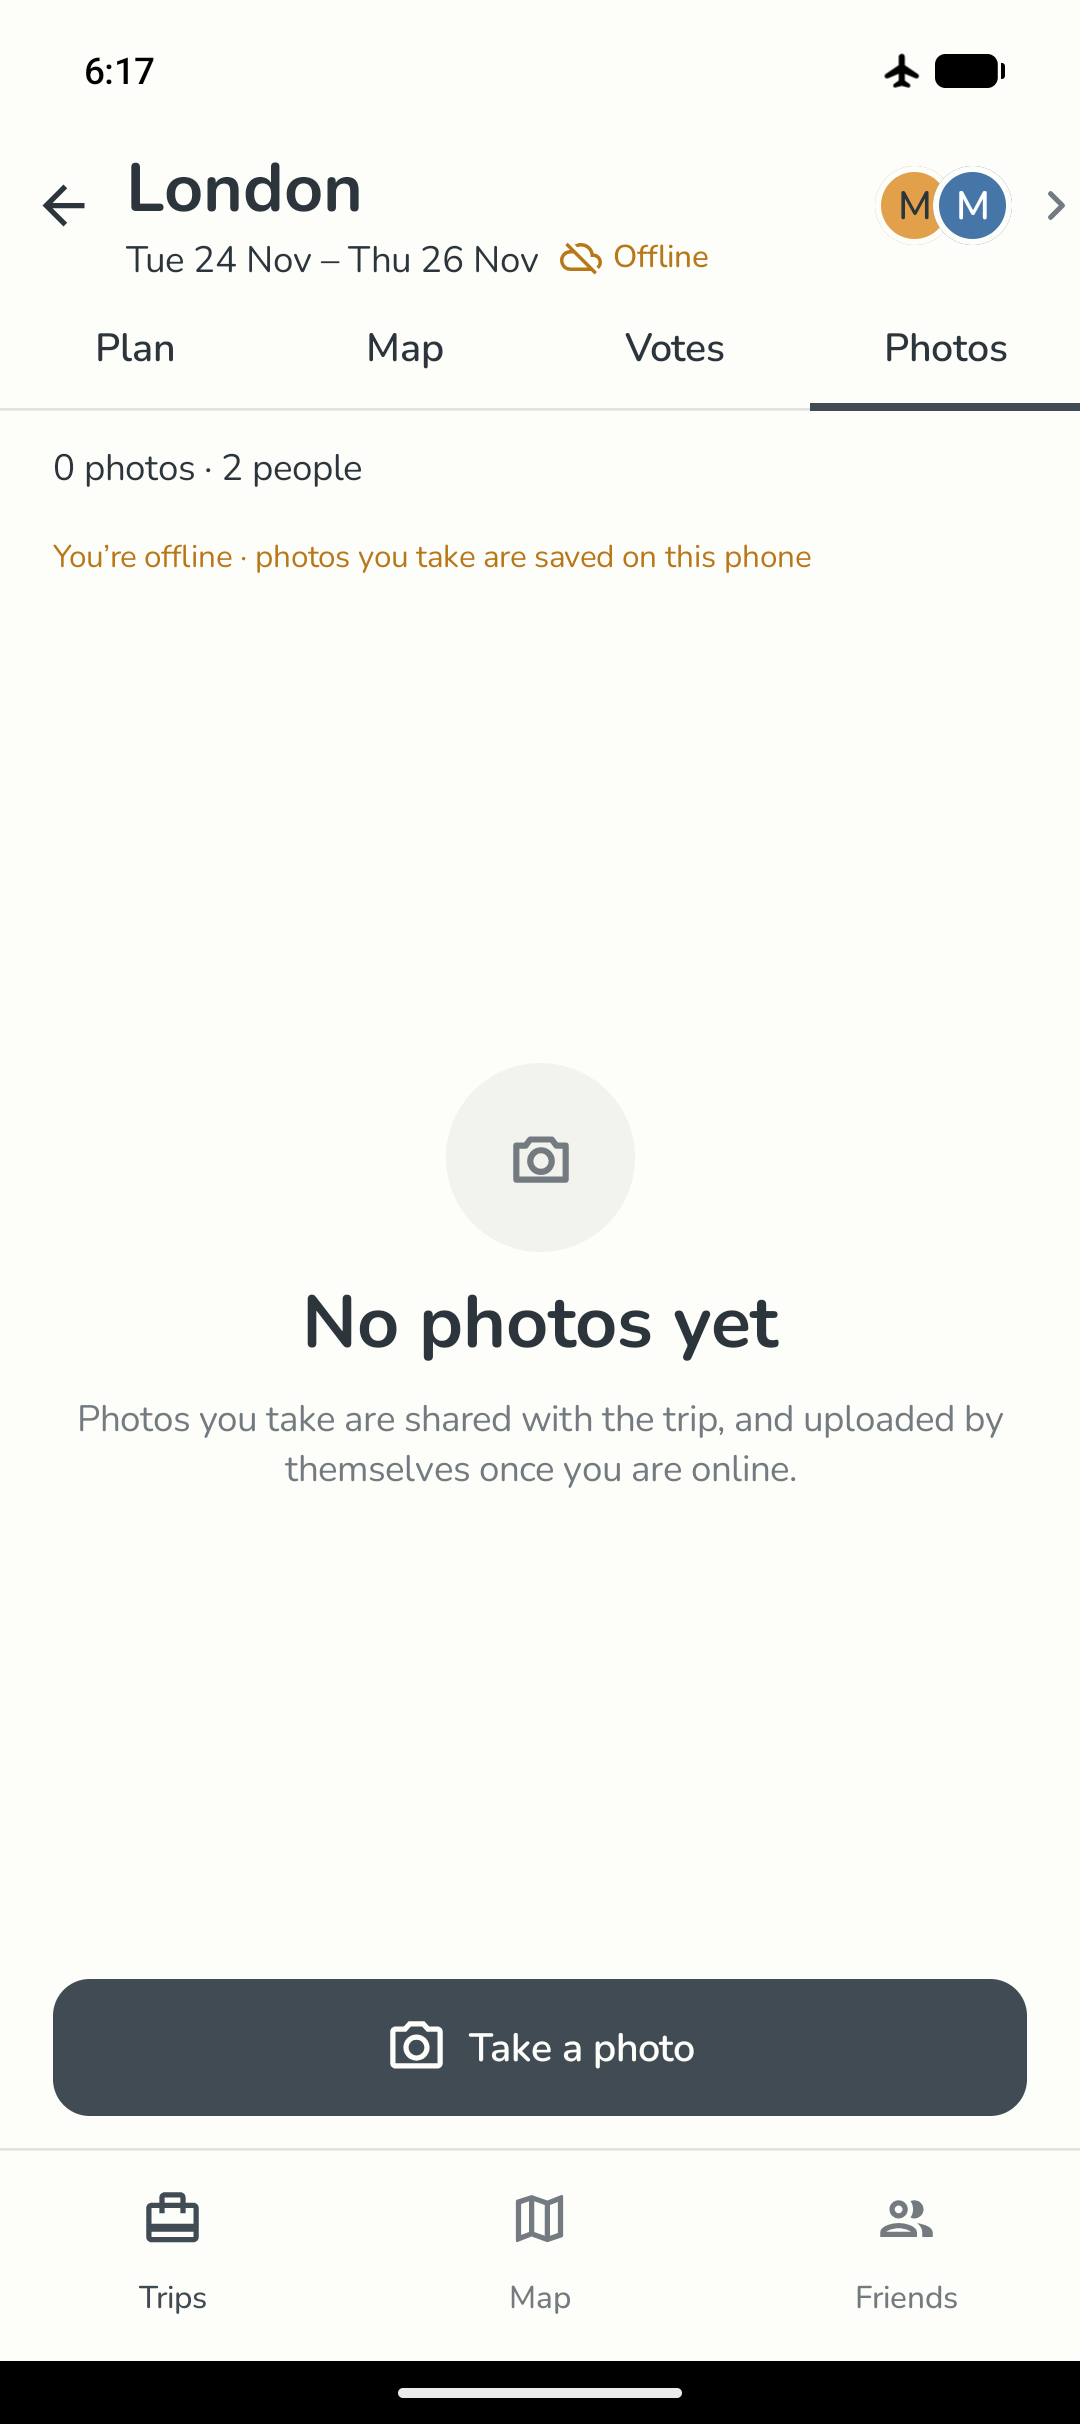 6:17
London
Tue 24 Nov – Thu 26 Nov Offline
M M
Plan Map Votes Photos
0 photos · 2 people
You’re offline · photos you take are saved on this phone
No photos yet
Photos you take are shared with the trip, and uploaded by
themselves once you are online.
Take a photo
Trips Map Friends